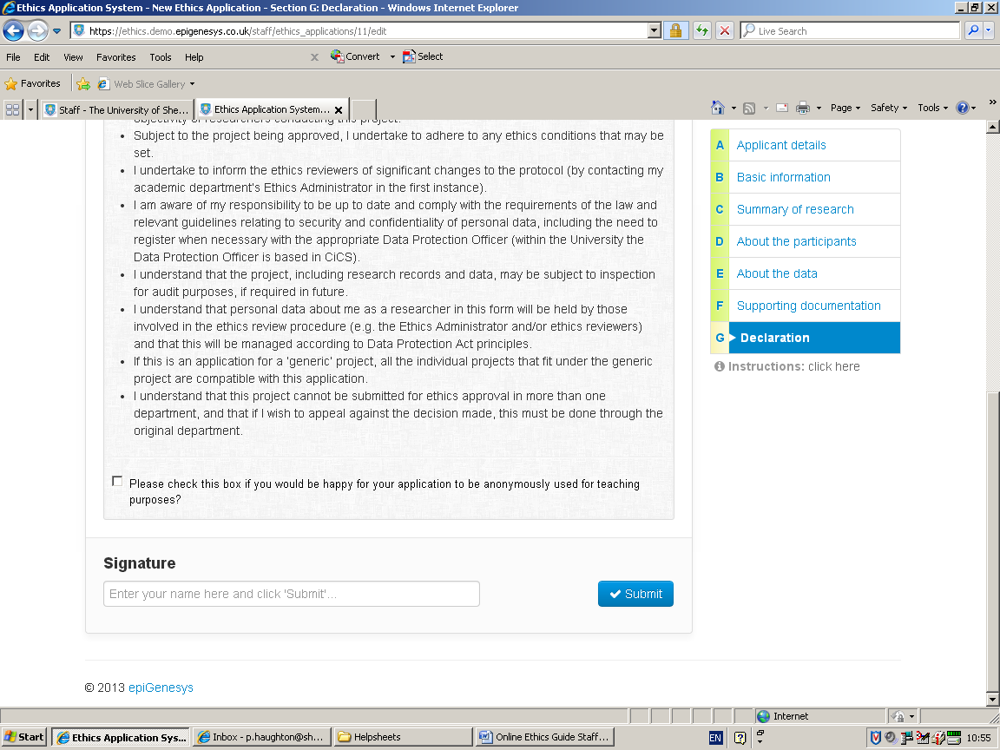 Ethics Application System - New Ethics Application - Section G: Declaration - Windows Internet Explorer
https://ethics.demo.epigenesys.co.uk/staff/ethics_applications/11/edit
Live Search
File Edit View Favorites Tools Help
x Convert Select
Favorites Web Slice Gallery
Staff - The University of She... Ethics Application System... Page Safety Tools
objectivity of researchers conducting this project.
• Subject to the project being approved, I undertake to adhere to any ethics conditions that may be
set.
• I undertake to inform the ethics reviewers of significant changes to the protocol (by contacting my
academic department's Ethics Administrator in the first instance).
• I am aware of my responsibility to be up to date and comply with the requirements of the law and
relevant guidelines relating to security and confidentiality of personal data, including the need to
register when necessary with the appropriate Data Protection Officer (within the University the
Data Protection Officer is based in CiCS).
• I understand that the project, including research records and data, may be subject to inspection
for audit purposes, if required in future.
• I understand that personal data about me as a researcher in this form will be held by those
involved in the ethics review procedure (e.g. the Ethics Administrator and/or ethics reviewers)
and that this will be managed according to Data Protection Act principles.
• If this is an application for a 'generic' project, all the individual projects that fit under the generic
project are compatible with this application.
• I understand that this project cannot be submitted for ethics approval in more than one
department, and that if I wish to appeal against the decision made, this must be done through the
original department.
Please check this box if you would be happy for your application to be anonymously used for teaching
purposes?
Signature
Enter your name here and click 'Submit'...
Submit
A Applicant details
B Basic information
C Summary of research
D About the participants
E About the data
F Supporting documentation
G Declaration
Instructions: click here
© 2013 epiGenesys
Internet
Start Ethics Application Sys... Inbox - p.haughton@sh... Helpsheets Online Ethics Guide Staff... EN 10:55